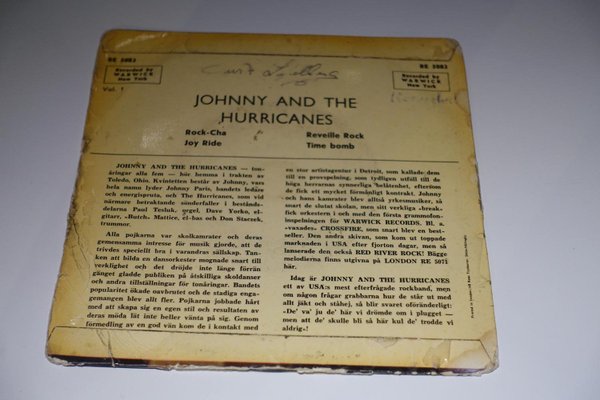 RE 5082
Recorded by
WARWICK
New York
RE 5082
Recorded by
WARWICK
New York
Vol. 1
JOHNNY AND THE
HURRICANES
Rock-Cha
Reveille Rock
Joy Ride
Time bomb
JOHNNY AND THE HURRICANES — ton-
åringar alla fem — hör hemma i trakten av
Toledo, Ohio. Kvintetten består av Johnny, vars
hela namn lyder Johnny Paris, bandets ledare
och energispruta, och The Hurricanes, som vid
närmare betraktande sönderfaller i bestånds-
delarna Paul Tesluk, orgel, Dave Yorko, el-
gitarr, »Butch» Mattice, el-bas och Dan Staczek,
trummor.
Alla pojkarna var skolkamrater och deras
gemensamma intresse för musik gjorde, att de
trivdes speciellt bra i varandras sällskap. Tan-
ken att bilda en dansorkester mognade snart till
verklighet och det dröjde inte länge förrän
gänget gladde publiken på åtskilliga skoldanser
och andra tillställningar för tonåringar. Bandets
popularitet ökade oavbrutet och de stadiga enga-
gemangen blev allt fler. Pojkarna jobbade hårt
med att skapa sig en egen stil och resultaten av
deras möda lät inte heller vänta på sig. Genom
förmedling av en god vän kom de i kontakt med
en stor artistagentur i Detroit, som kallade dem
till en provspelning, som tydligen utföll till de
höga herrarnas synnerliga belåtenhet, eftersom
de fick ett mycket förmånligt kontrakt. Johnny
och hans kamrater blev alltså yrkesmusiker, så
smart de slutat skolan, men sitt verkliga »break»
fick orkestern i och med den första grammofon-
inspelningen för WARWICK RECORDS. Bl. a.
»vaxades» CROSSFIRE, som smart blev en best-
seller. Den andra skivan, som kom ut toppade
marknaden i USA efter fjorton dagar, men så
lanserade den också RED RIVER ROCK! Bägge
melodierna finns utgivna på LONDON RE 5071
här.
Idag är JOHNNY AND THE HURRICANES
ett av USA:s mest efterfrågade rockband, men
om någon frågar grabbarna hur de står ut med
allt jäkt och ståhej, så blir svaret oföränderligt:
»De' va' ju de' här vi drömde om i plugget —
men att de' skulle bli så här kul de' trodde vi
aldrig»!